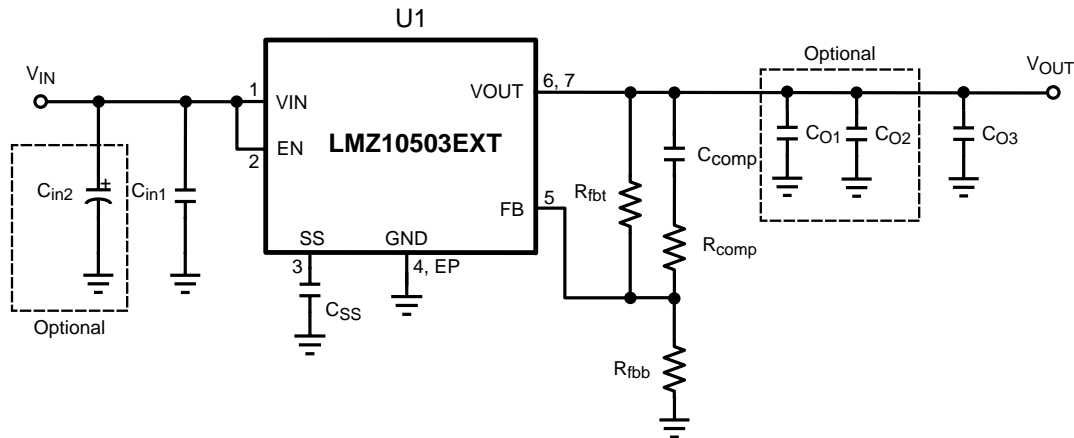 U1
Optional
VIN
VOUT
1
VIN
VOUT
6, 7
EN
2
LMZ10503EXT
CO1
CO2
CO3
Ccomp
Cin2
+
Cin1
Rfbt
FB
5
Rcomp
SS
GND
3
4, EP
CSS
Optional
Rfbb